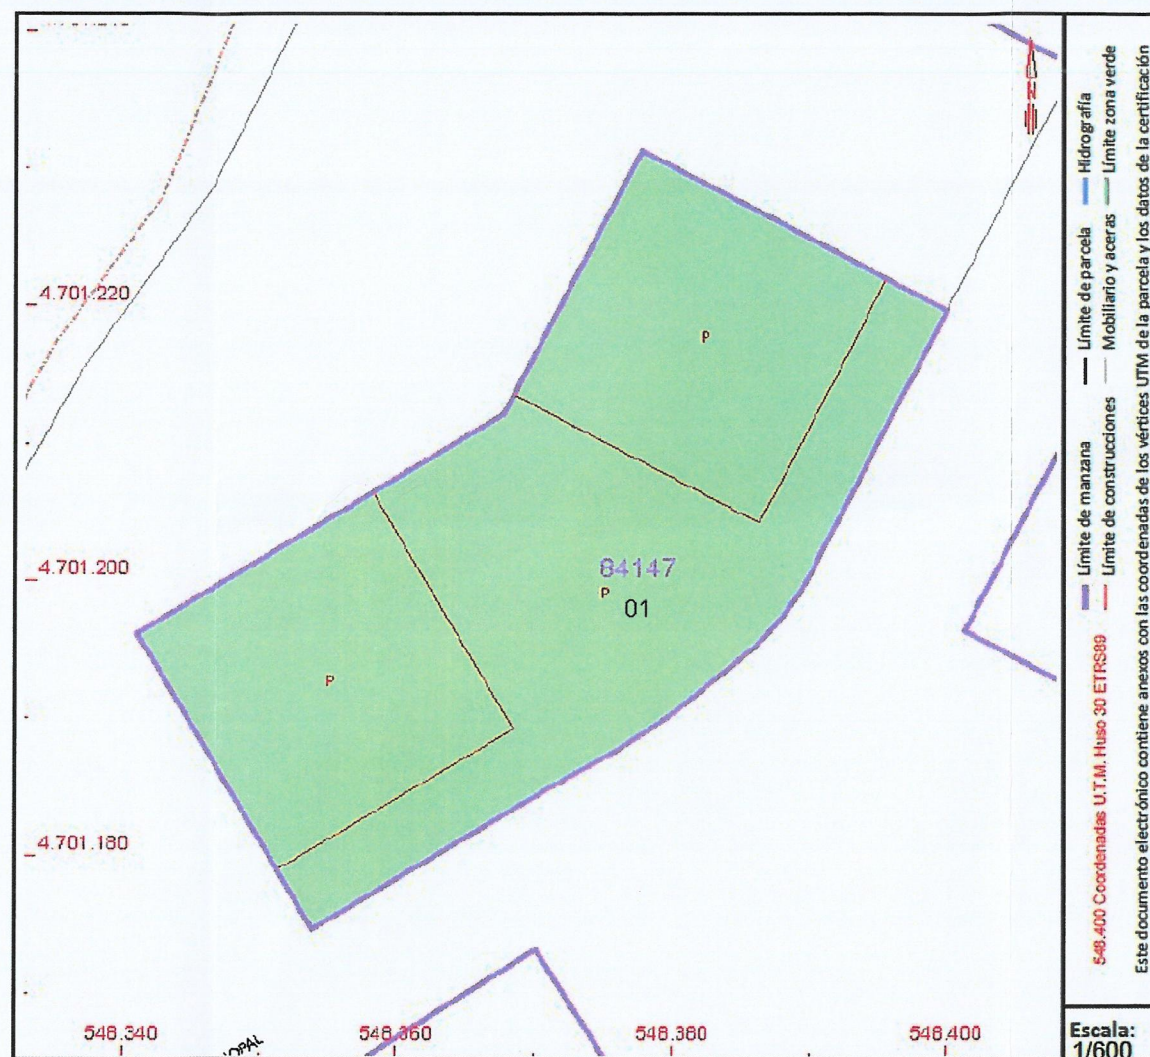 4.701.220
P
4.701.200
84147
P
01
P
4.701.180
548.340
548.360
548.380
548.400
N
548.400 Coordenadas U.T.M. Huso 30 ETRS89
Límite de manzana
Límite de parcela
Hidrografía
Límite de construcciones
Mobiliario y aceras
Límite zona verde
Este documento electrónico contiene anexos con las coordenadas de los vértices UTM de la parcela y los datos de la certificación
Escala:
1/600